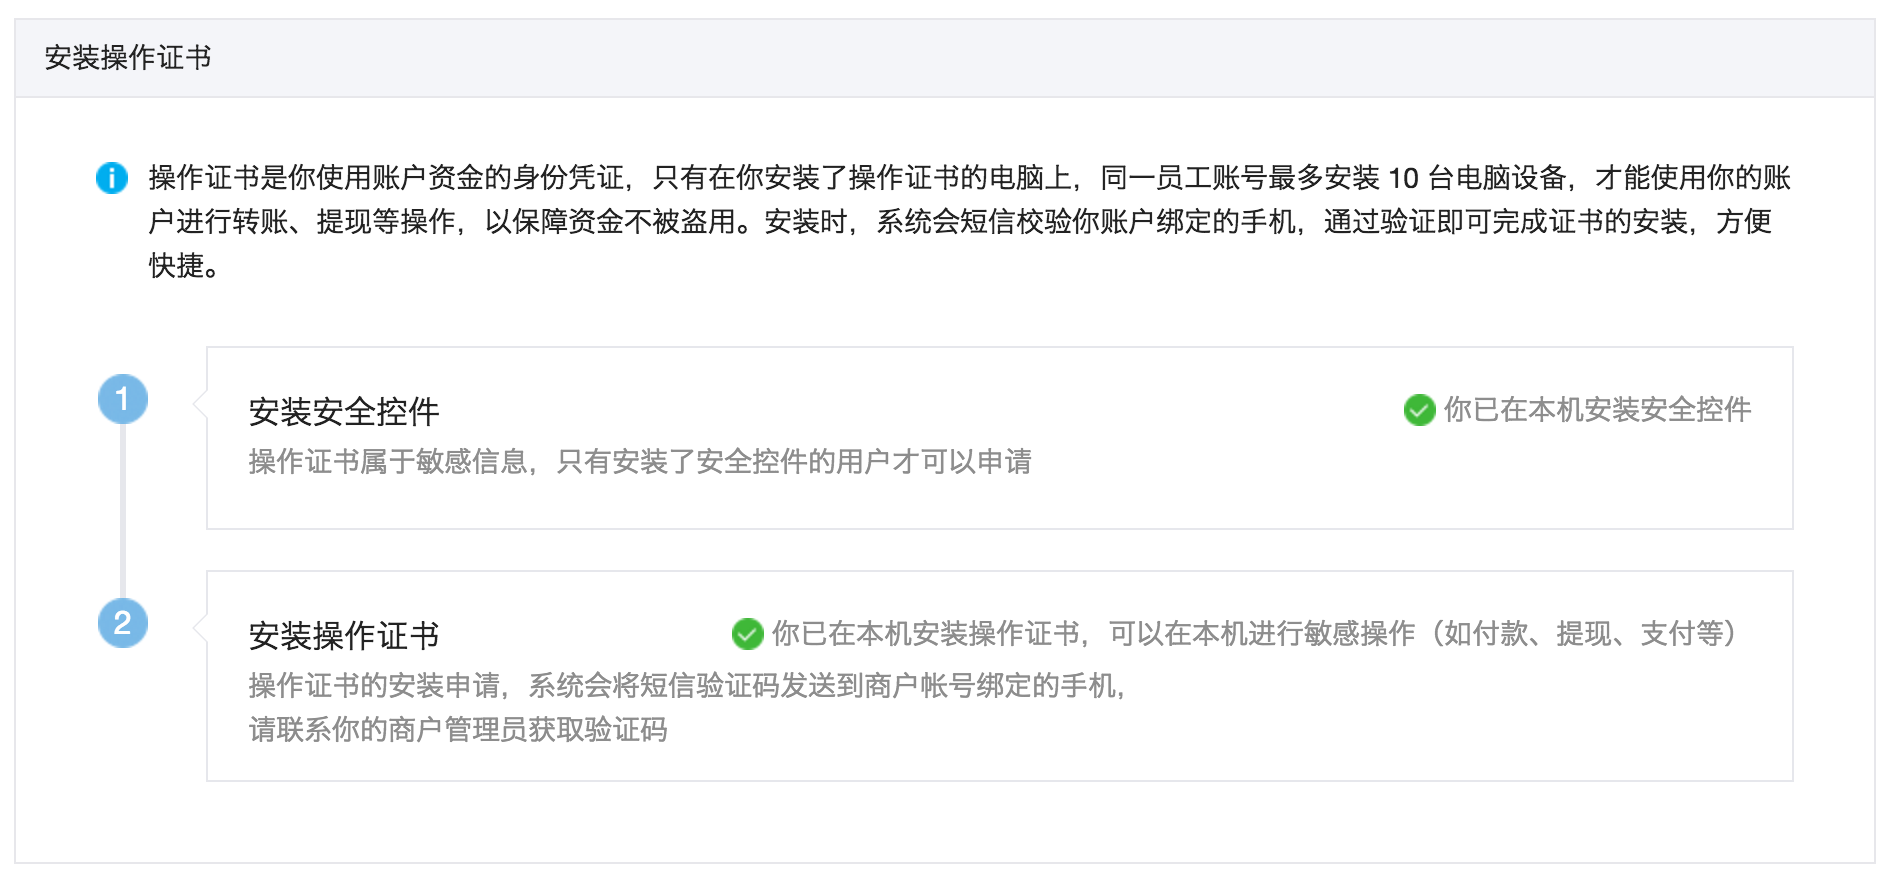 安装操作证书
操作证书是你使用账户资金的身份凭证，只有在你安装了操作证书的电脑上，同一员工账号最多安装 10 台电脑设备，才能使用你的账
户进行转账、提现等操作，以保障资金不被盗用。安装时，系统会短信校验你账户绑定的手机，通过验证即可完成证书的安装，方便
快捷。
1
安装安全控件
你已在本机安装安全控件
操作证书属于敏感信息，只有安装了安全控件的用户才可以申请
2
安装操作证书
你已在本机安装操作证书，可以在本机进行敏感操作（如付款、提现、支付等）
操作证书的安装申请，系统会将短信验证码发送到商户帐号绑定的手机，
请联系你的商户管理员获取验证码